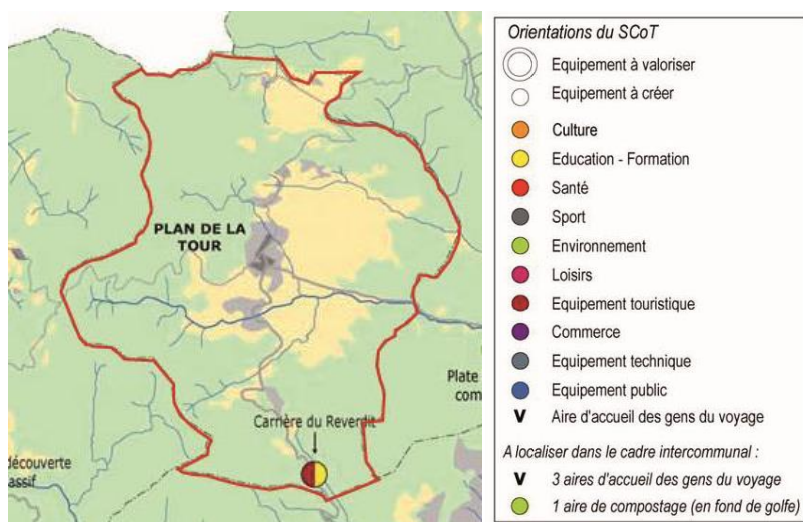 PLAN DE LA
TOUR
Plate
com
Carrière du Reverdit
découverte
assif
Orientations du SCoT
Equipement à valoriser
Equipement à créer
Culture
Education - Formation
Santé
Sport
Environnement
Loisirs
Equipement touristique
Commerce
Equipement technique
Equipement public
V Aire d'accueil des gens du voyage
A localiser dans le cadre intercommunal :
V 3 aires d'accueil des gens du voyage
1 aire de compostage (en fond de golfe)